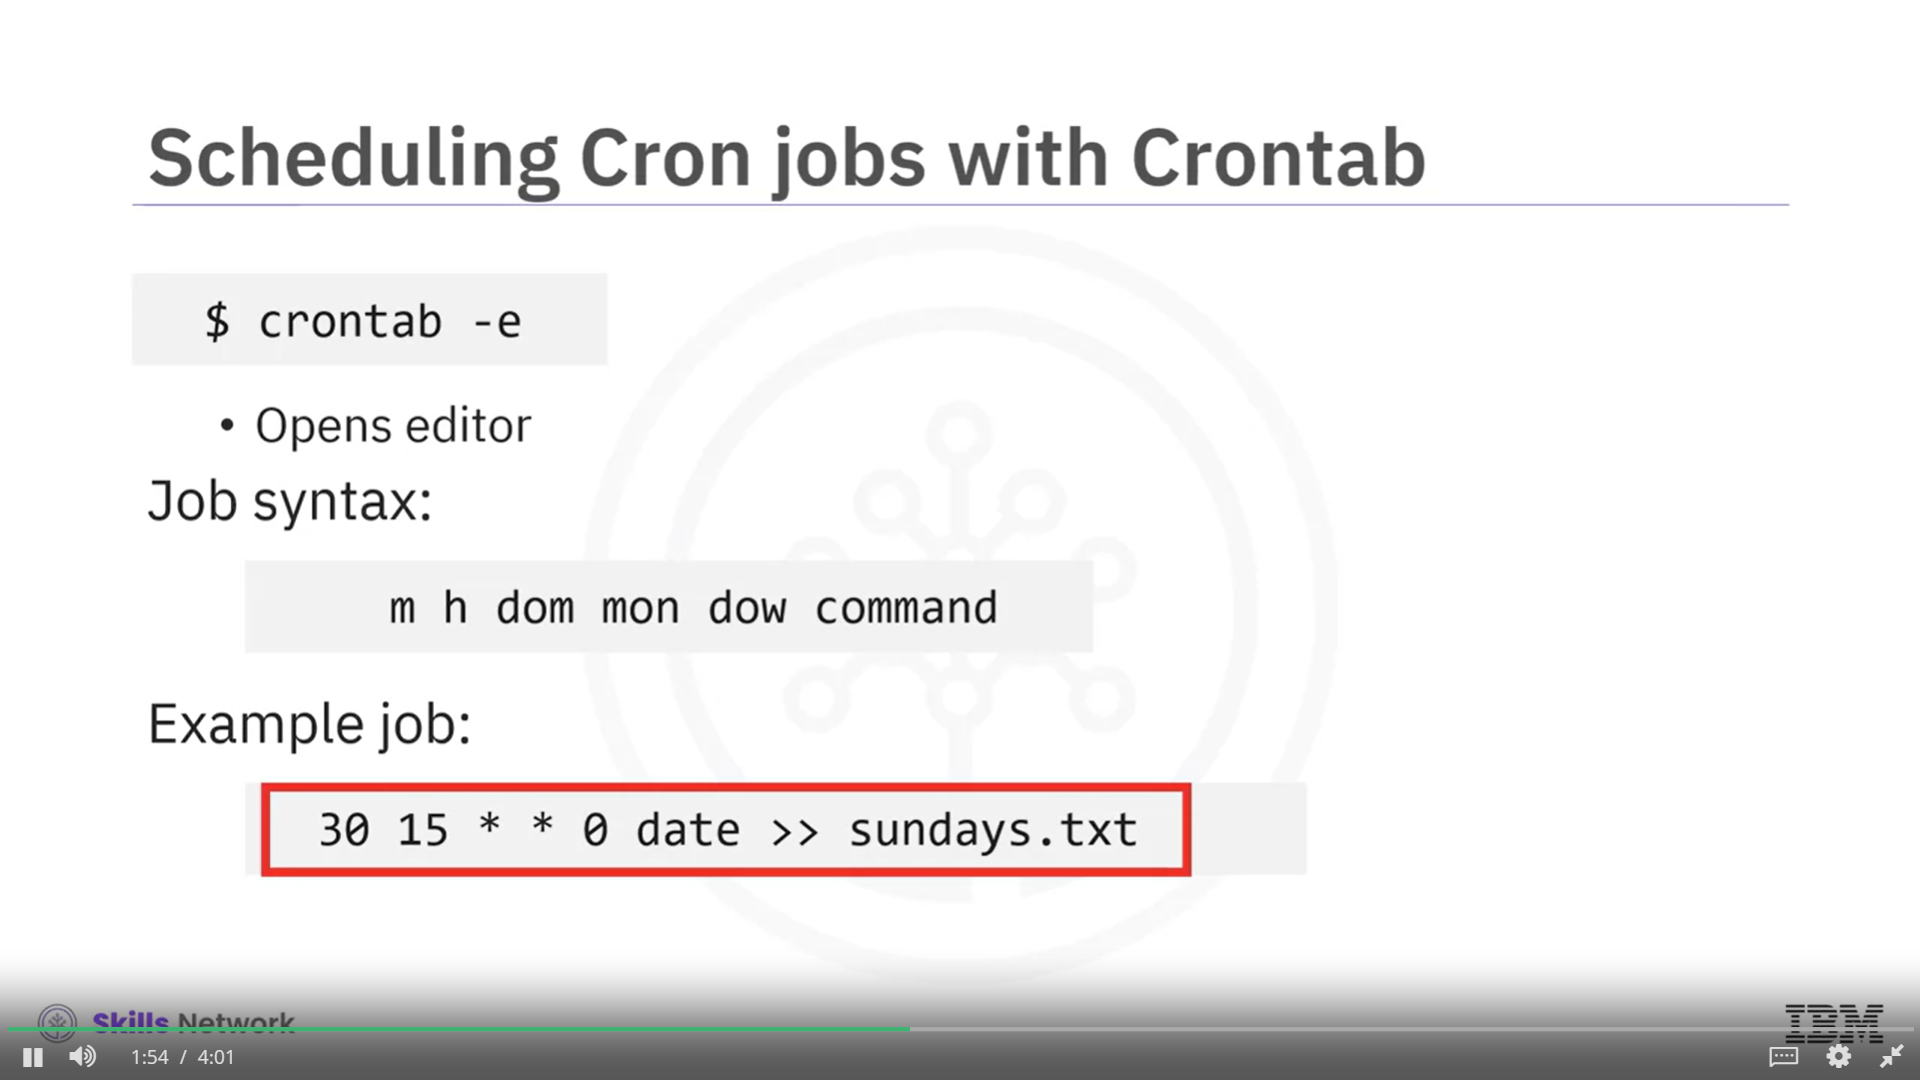 Scheduling Cron jobs with Crontab
$ crontab -e
• Opens editor
Job syntax:
m h dom mon dow command
Example job:
30 15 * * 0 date >> sundays.txt
Skills Network
IBM
1:54 / 4:01